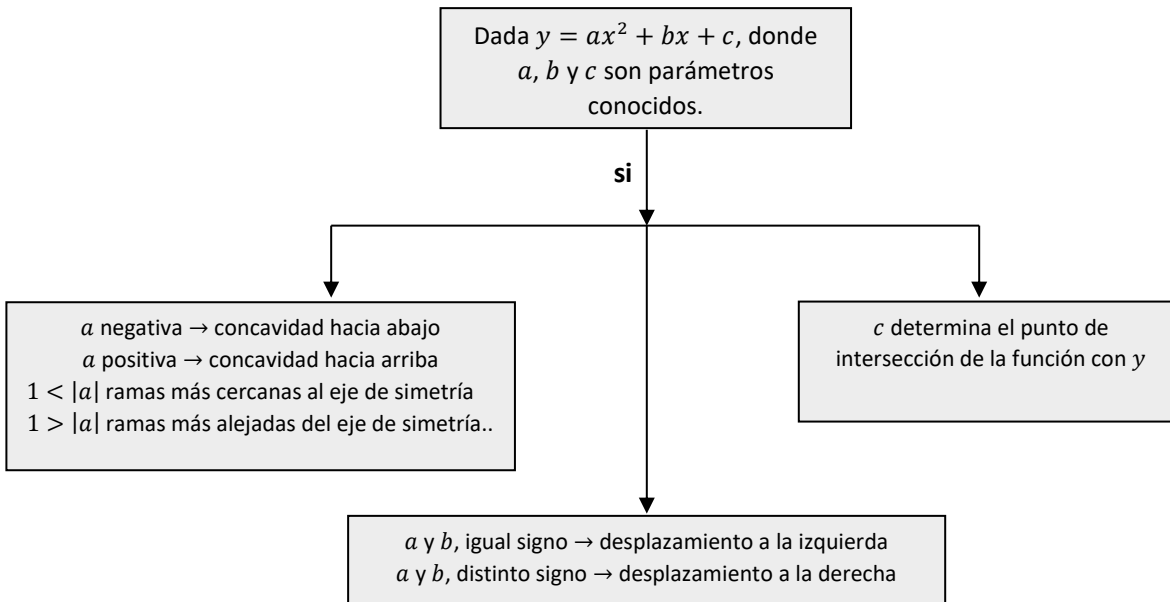 Dada y = ax² + bx + c, donde
a, b y c son parámetros
conocidos.
si
a negativa → concavidad hacia abajo
a positiva → concavidad hacia arriba
1 < |a| ramas más cercanas al eje de simetría
1 > |a| ramas más alejadas del eje de simetría..
c determina el punto de
intersección de la función con y
a y b, igual signo → desplazamiento a la izquierda
a y b, distinto signo → desplazamiento a la derecha